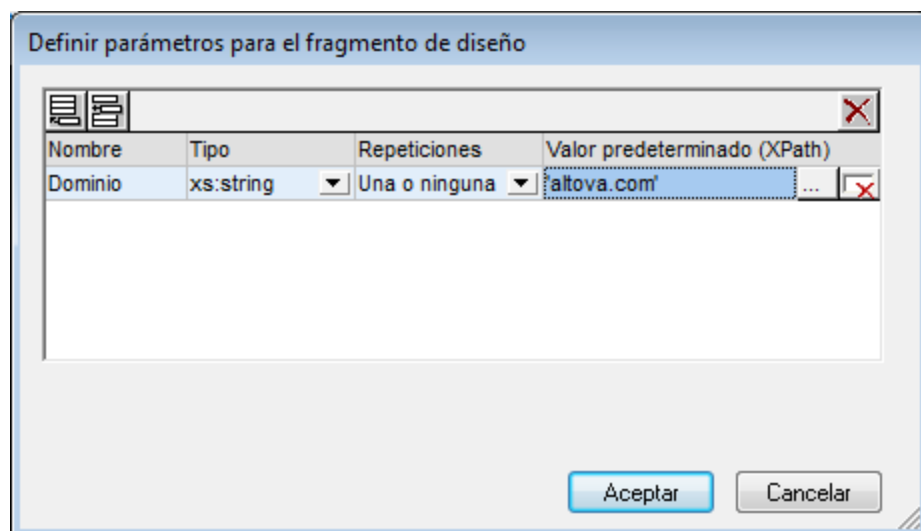 Definir parámetros para el fragmento de diseño
Nombre Tipo Repeticiones Valor predeterminado (XPath)
Dominio xs:string Una o ninguna 'altova.com' ...
Aceptar Cancelar